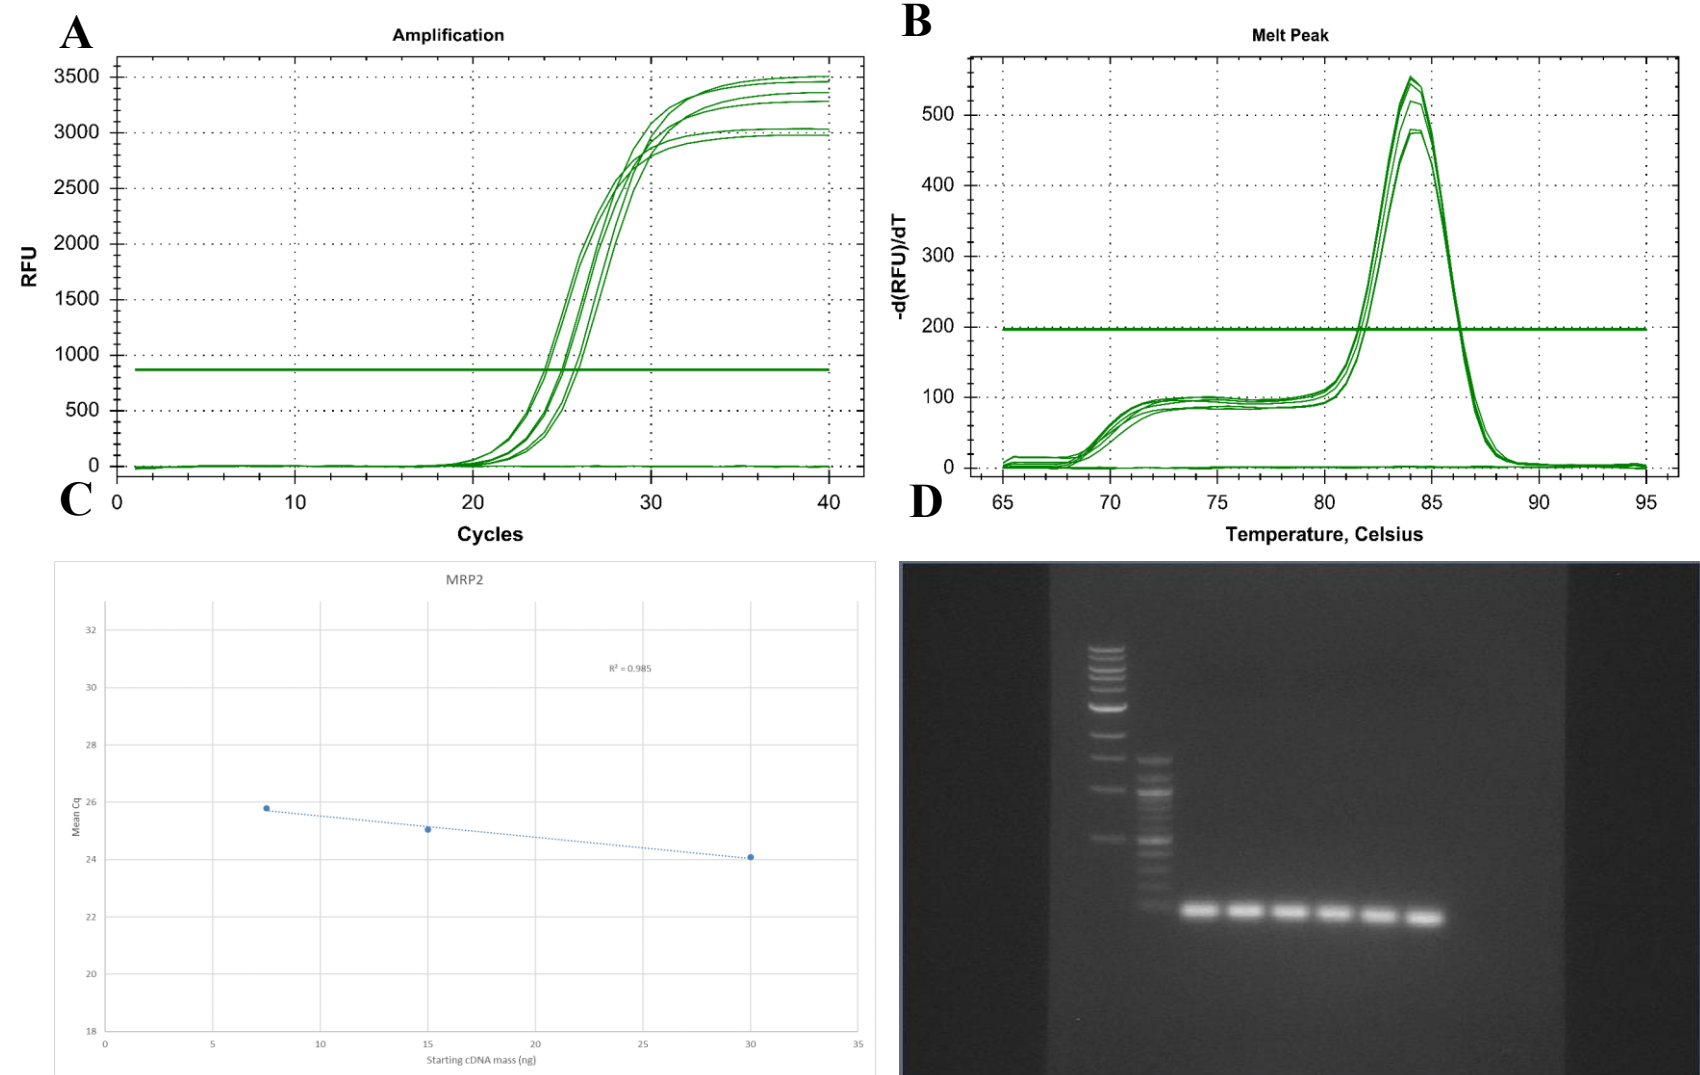 A
Amplification
3500
3000
2500
2000
1500
1000
500
0
RFU
0 10 20 30 40
Cycles
B
Melt Peak
500
400
300
200
100
0
-d(RFU)/dT
65 70 75 80 85 90 95
Temperature, Celsius
C
MRP2
32
30
28
26
24
22
20
18
Mean Cq
R² = 0.985
0 5 10 15 20 25 30 35
Starting cDNA mass (ng)
D